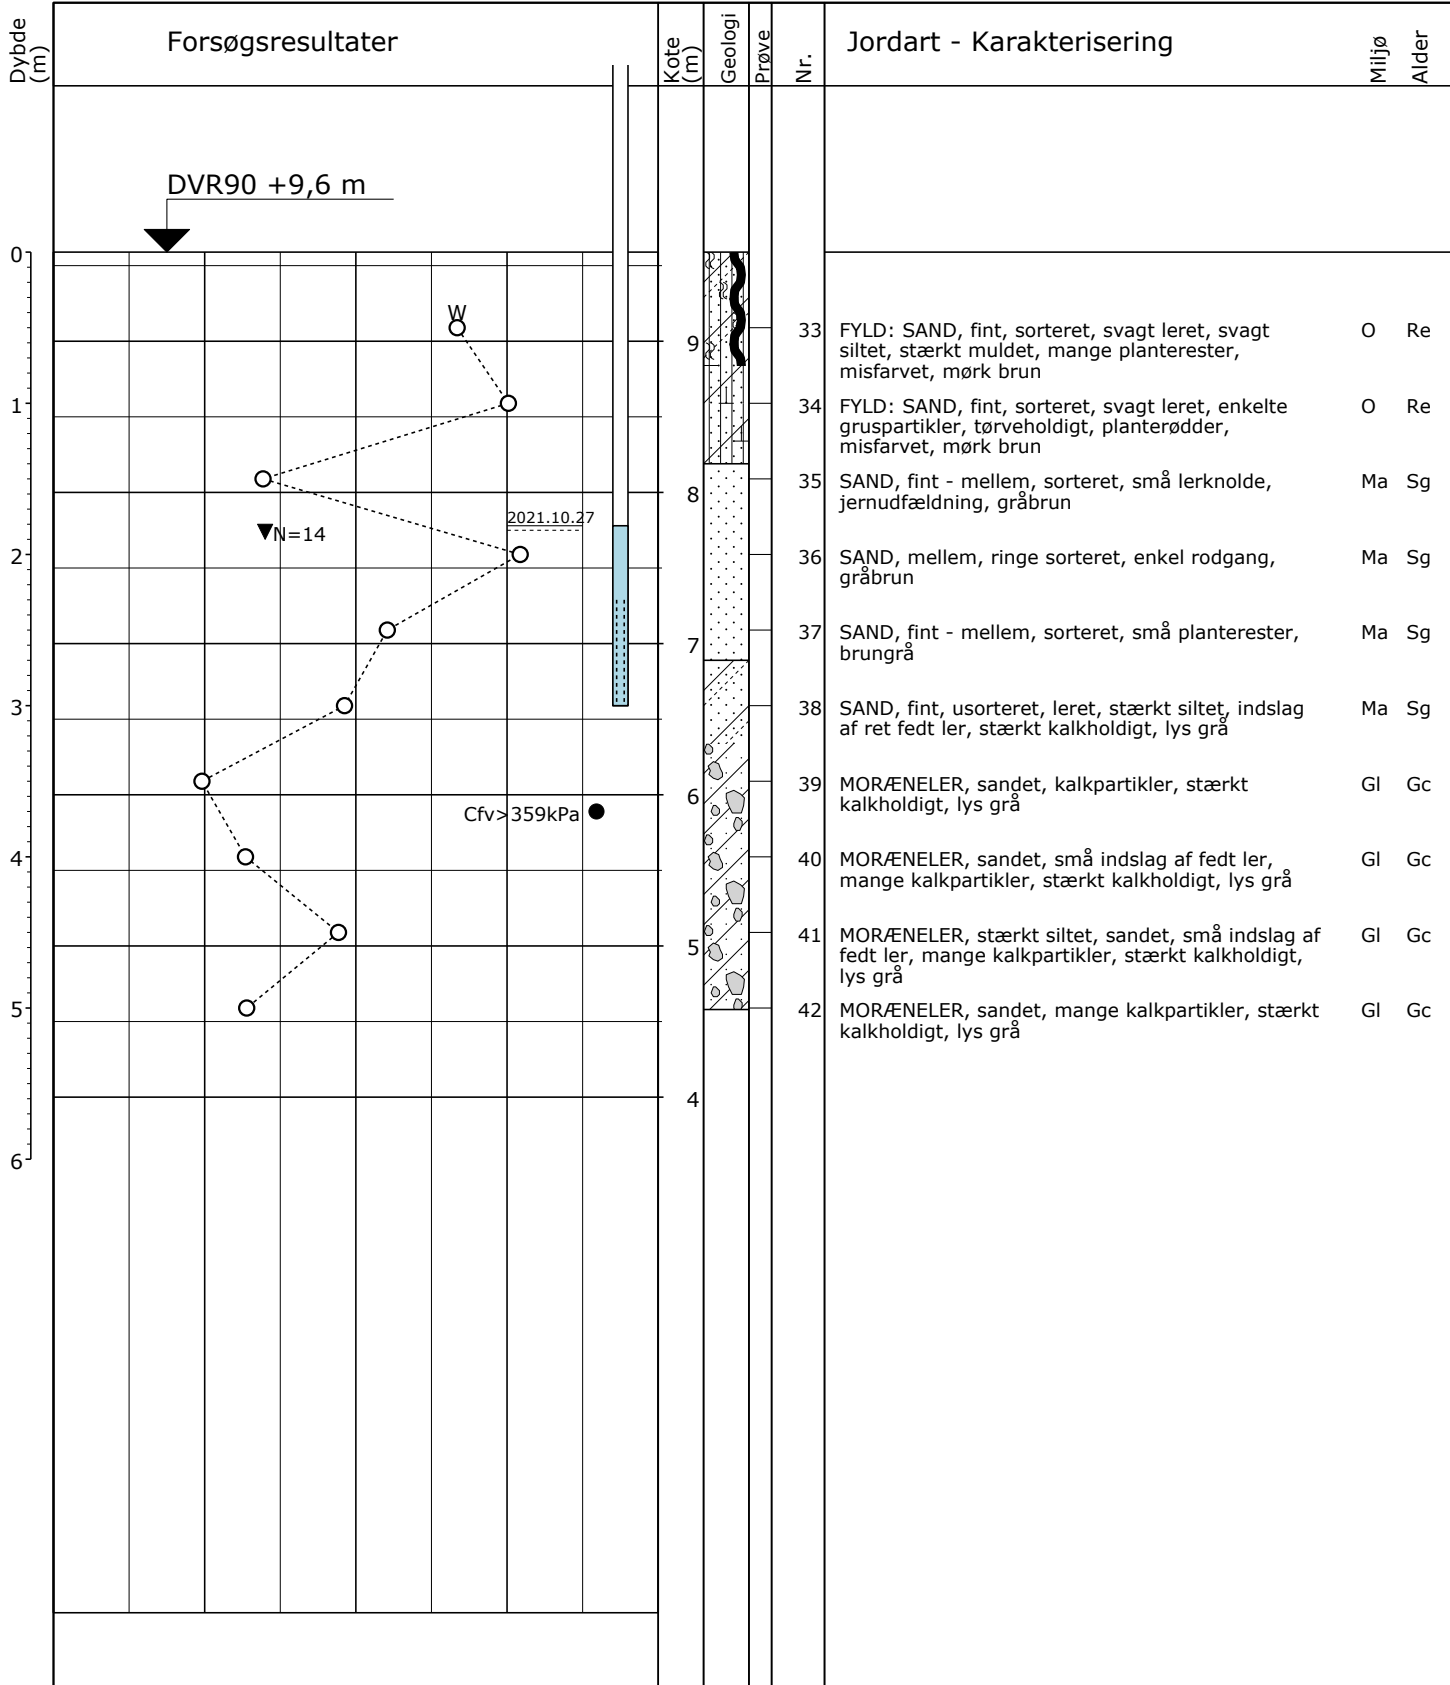 Dybde
(m)
Forsøgsresultater
Kote
(m)
Geologi
Prøve
Nr.
Jordart - Karakterisering
Miljø
Alder
DVR90 +9,6 m
0
W
9
33 FYLD: SAND, fint, sorteret, svagt leret, svagt O Re
siltet, stærkt muldet, mange planterester,
misfarvet, mørk brun
1
34 FYLD: SAND, fint, sorteret, svagt leret, enkelte O Re
gruspartikler, tørveholdigt, planterødder,
misfarvet, mørk brun
8
35 SAND, fint - mellem, sorteret, små lerknolde, Ma Sg
jernudfældning, gråbrun
2021.10.27
N=14
2
36 SAND, mellem, ringe sorteret, enkel rodgang, Ma Sg
gråbrun
7
37 SAND, fint - mellem, sorteret, små planterester, Ma Sg
brungrå
3
38 SAND, fint, usorteret, leret, stærkt siltet, indslag Ma Sg
af ret fedt ler, stærkt kalkholdigt, lys grå
6
39 MORÆNELER, sandet, kalkpartikler, stærkt Gl Gc
kalkholdigt, lys grå
Cfv>359kPa
4
40 MORÆNELER, sandet, små indslag af fedt ler, Gl Gc
mange kalkpartikler, stærkt kalkholdigt, lys grå
5
41 MORÆNELER, stærkt siltet, sandet, små indslag af Gl Gc
fedt ler, mange kalkpartikler, stærkt kalkholdigt,
lys grå
5
42 MORÆNELER, sandet, mange kalkpartikler, stærkt Gl Gc
kalkholdigt, lys grå
4
6